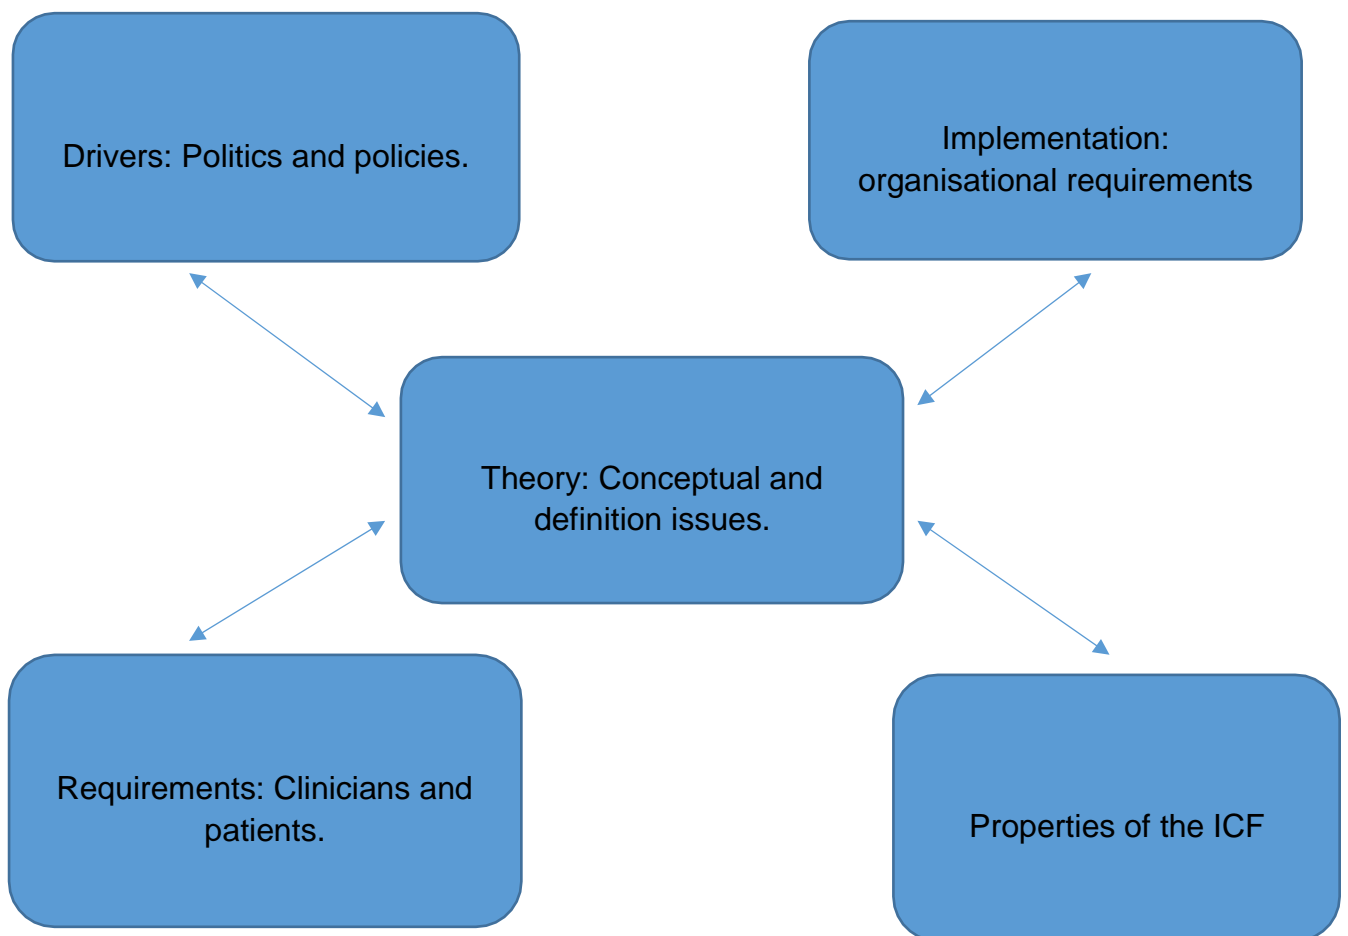 Drivers: Politics and policies.
Implementation:
organisational requirements
Theory: Conceptual and
definition issues.
Requirements: Clinicians and
patients.
Properties of the ICF